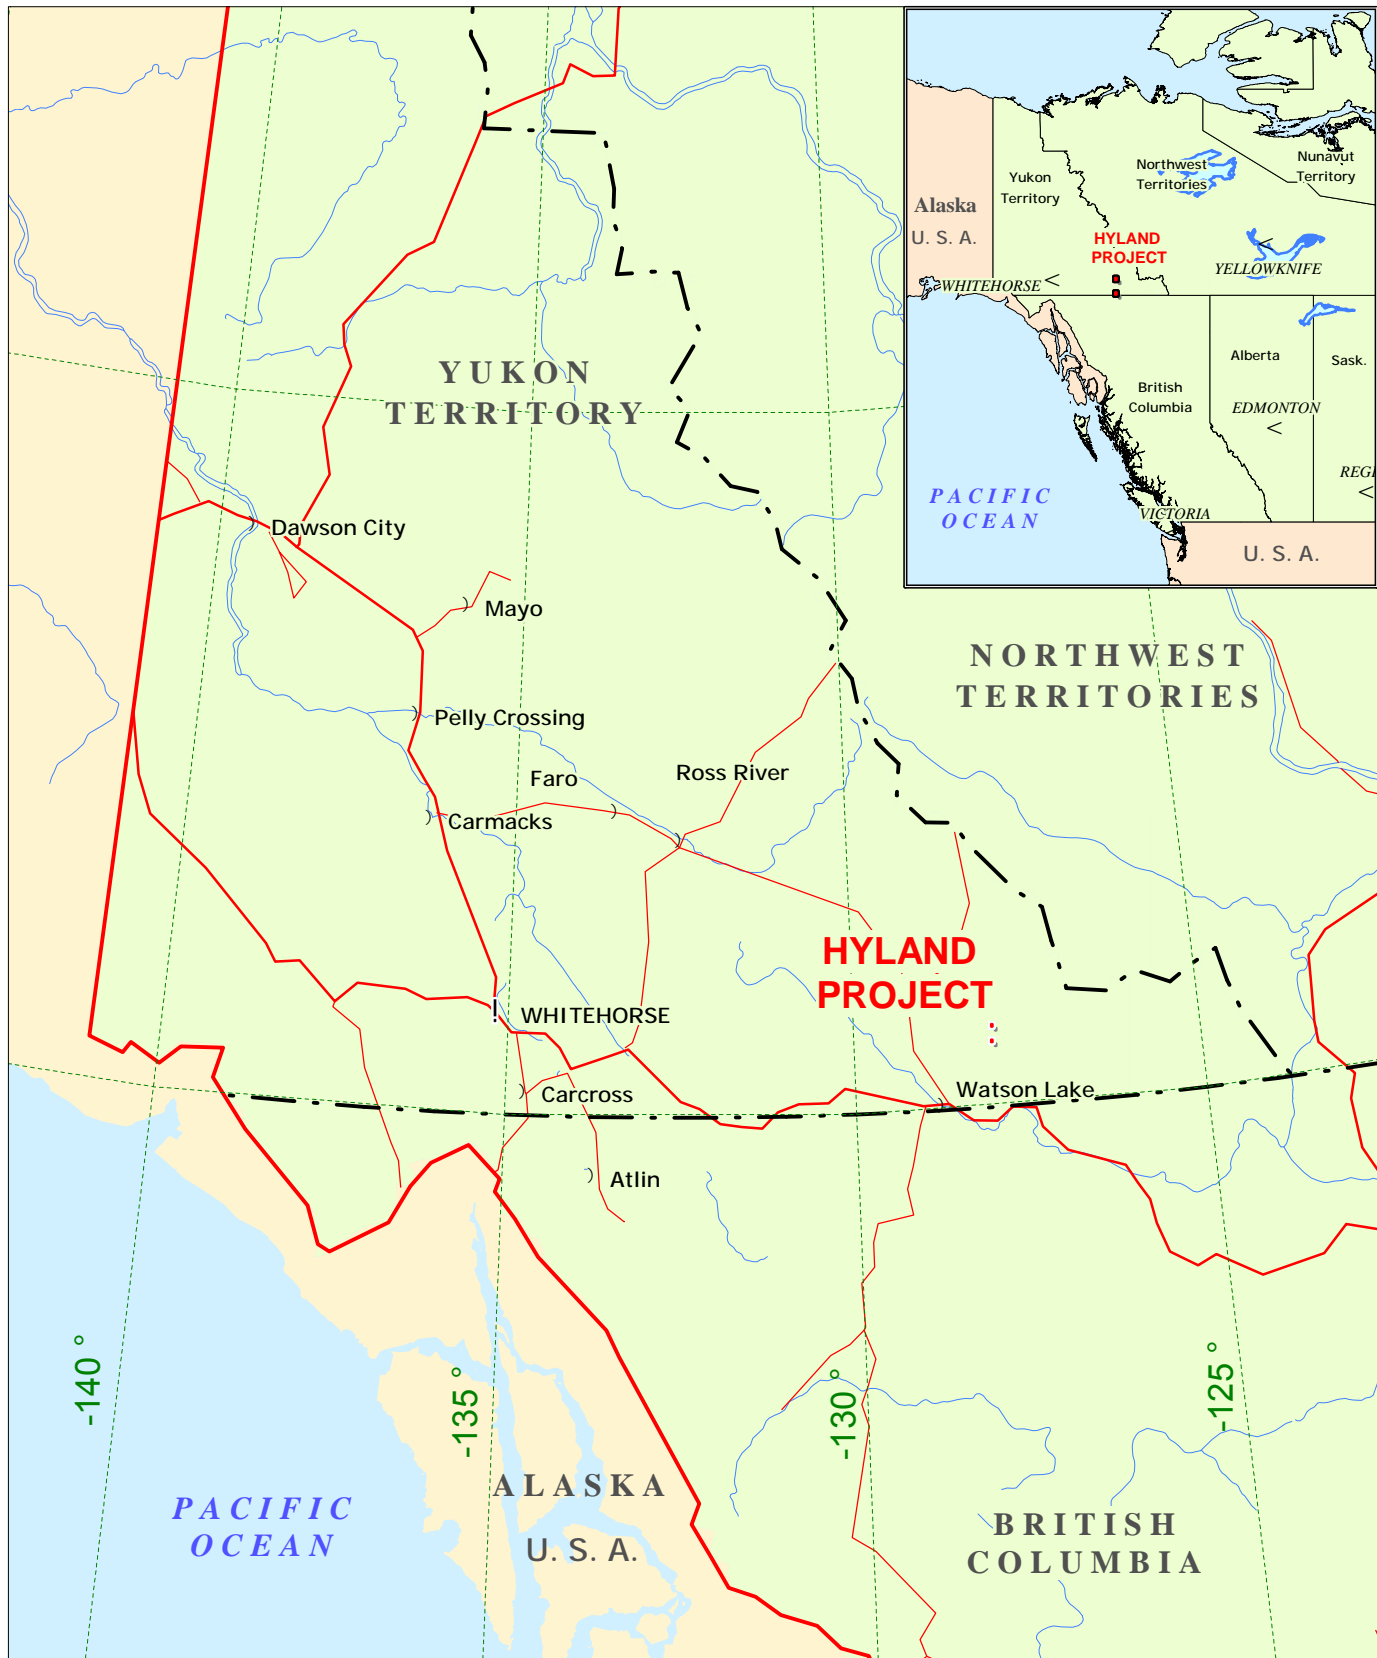 YUKON
TERRITORY
Dawson City
Mayo
Pelly Crossing
Faro
Ross River
Carmacks
NORTHWEST
TERRITORIES
HYLAND
PROJECT
WHITEHORSE
Carcross
Watson Lake
Atlin
-140°
-135°
-130°
-125°
PACIFIC
OCEAN
ALASKA
U. S. A.
BRITISH
COLUMBIA
Yukon
Territory
Northwest
Territories
Nunavut
Territory
Alaska
U. S. A.
HYLAND
PROJECT
YELLOWKNIFE
WHITEHORSE
Alberta
Sask.
British
Columbia
EDMONTON
REGI
PACIFIC
OCEAN
VICTORIA
U. S. A.